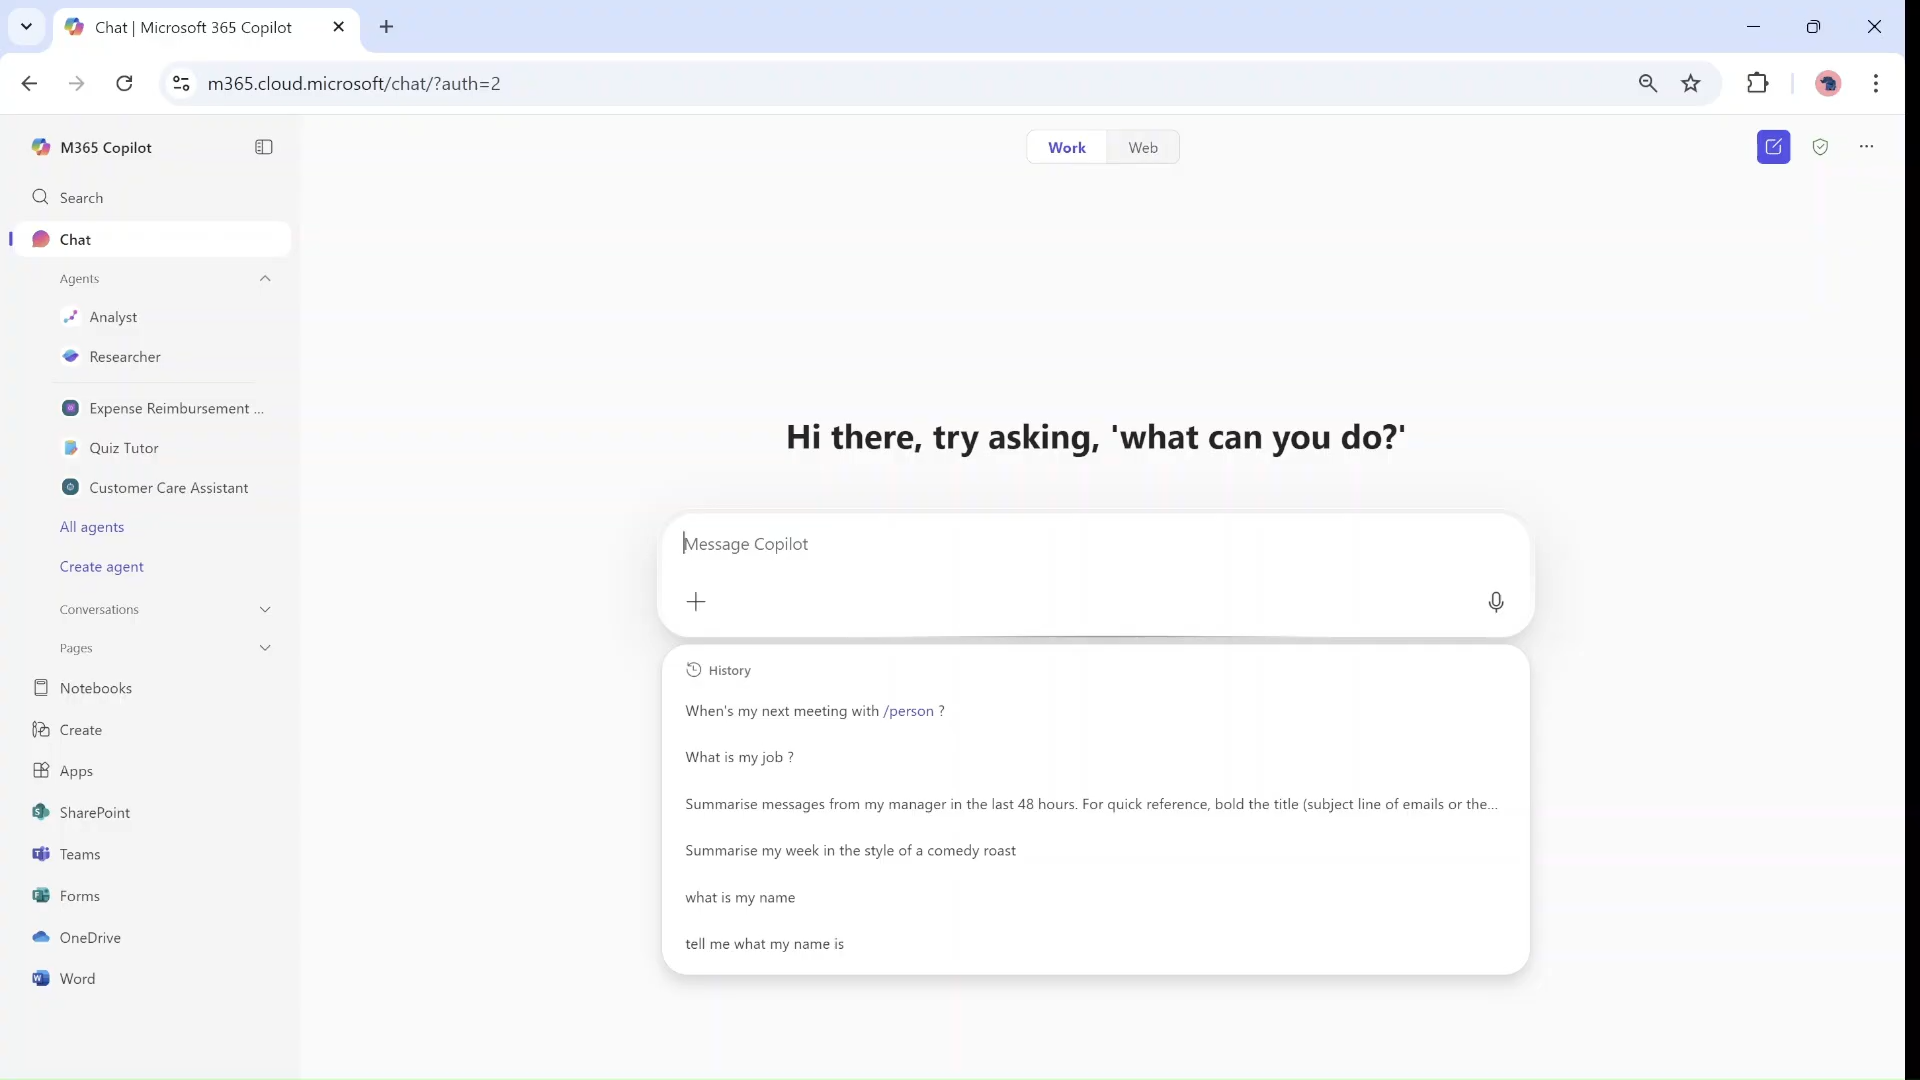 Chat | Microsoft 365 Copilot
m365.cloud.microsoft/chat/?auth=2
M365 Copilot
Work
Web
Search
Chat
Agents
Analyst
Researcher
Expense Reimbursement ...
Quiz Tutor
Customer Care Assistant
All agents
Create agent
Conversations
Pages
Notebooks
Create
Apps
SharePoint
Teams
Forms
OneDrive
Word
Hi there, try asking, 'what can you do?'
Message Copilot
History
When's my next meeting with /person ?
What is my job ?
Summarise messages from my manager in the last 48 hours. For quick reference, bold the title (subject line of emails or the...
Summarise my week in the style of a comedy roast
what is my name
tell me what my name is